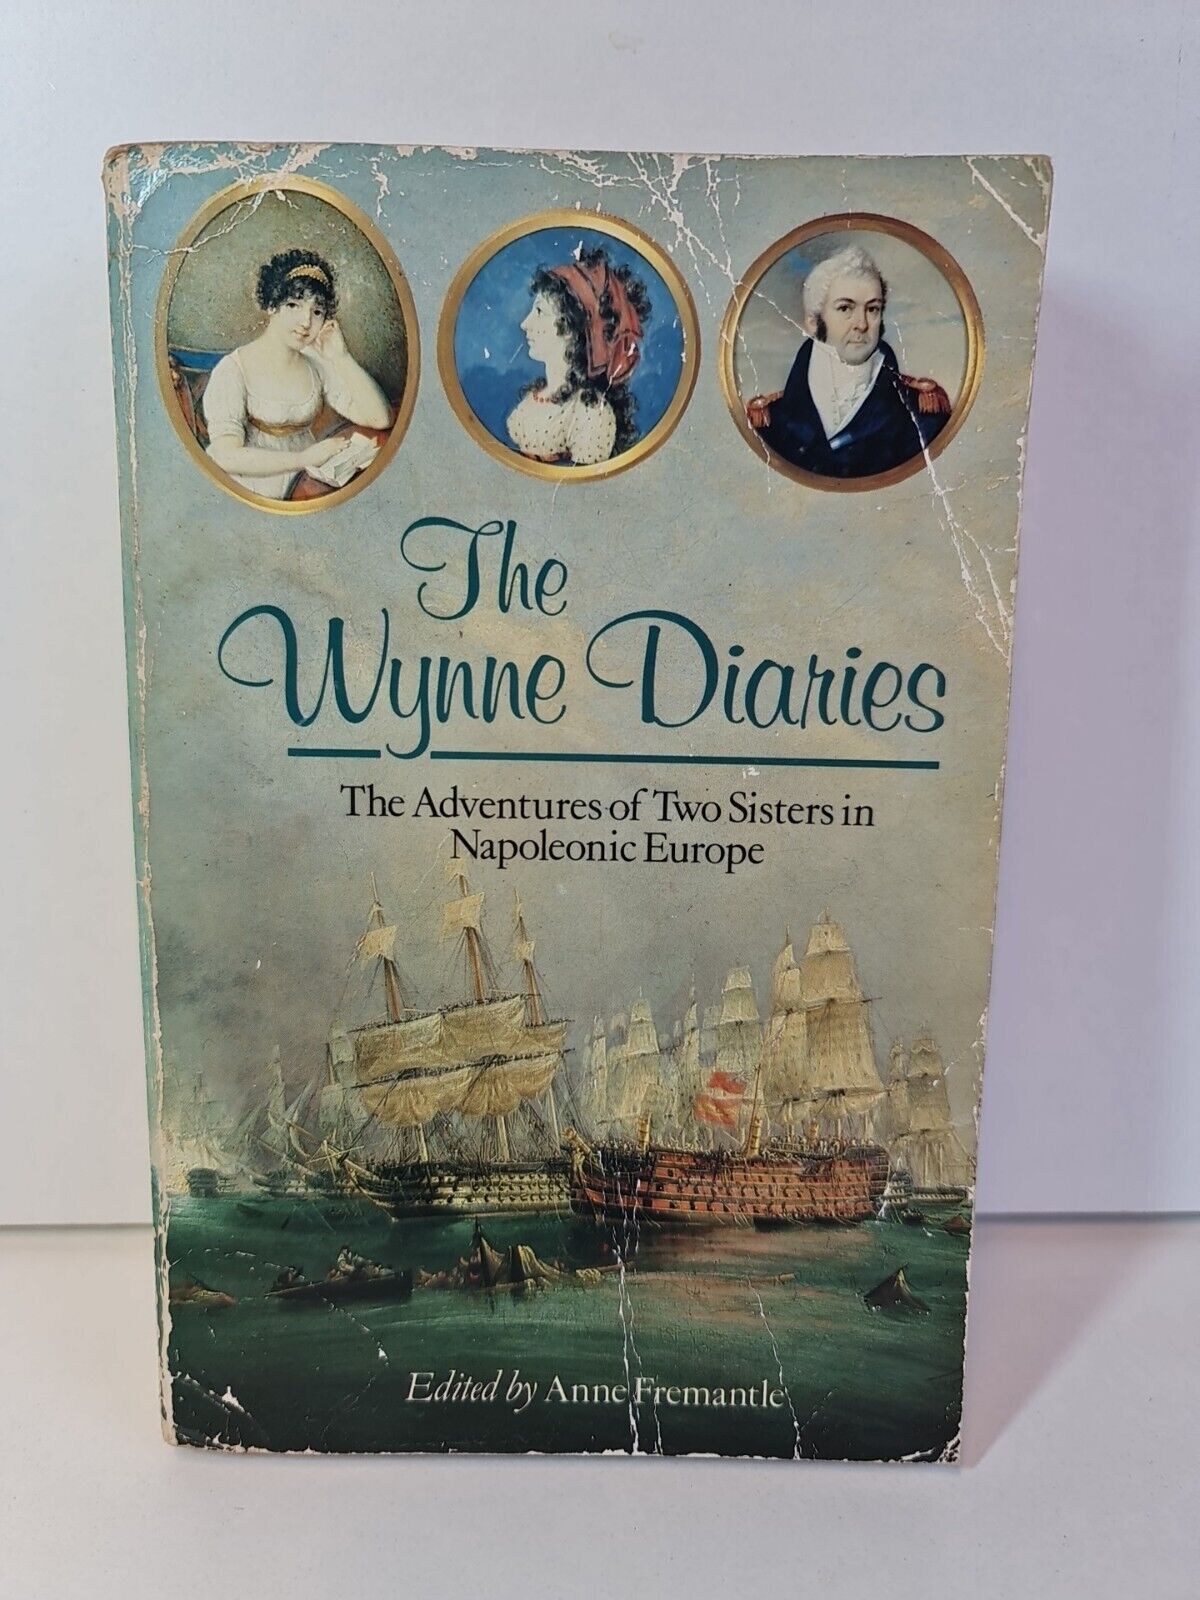 The
Wynne Diaries
The Adventures of Two Sisters in
Napoleonic Europe
Edited by Anne Fremantle